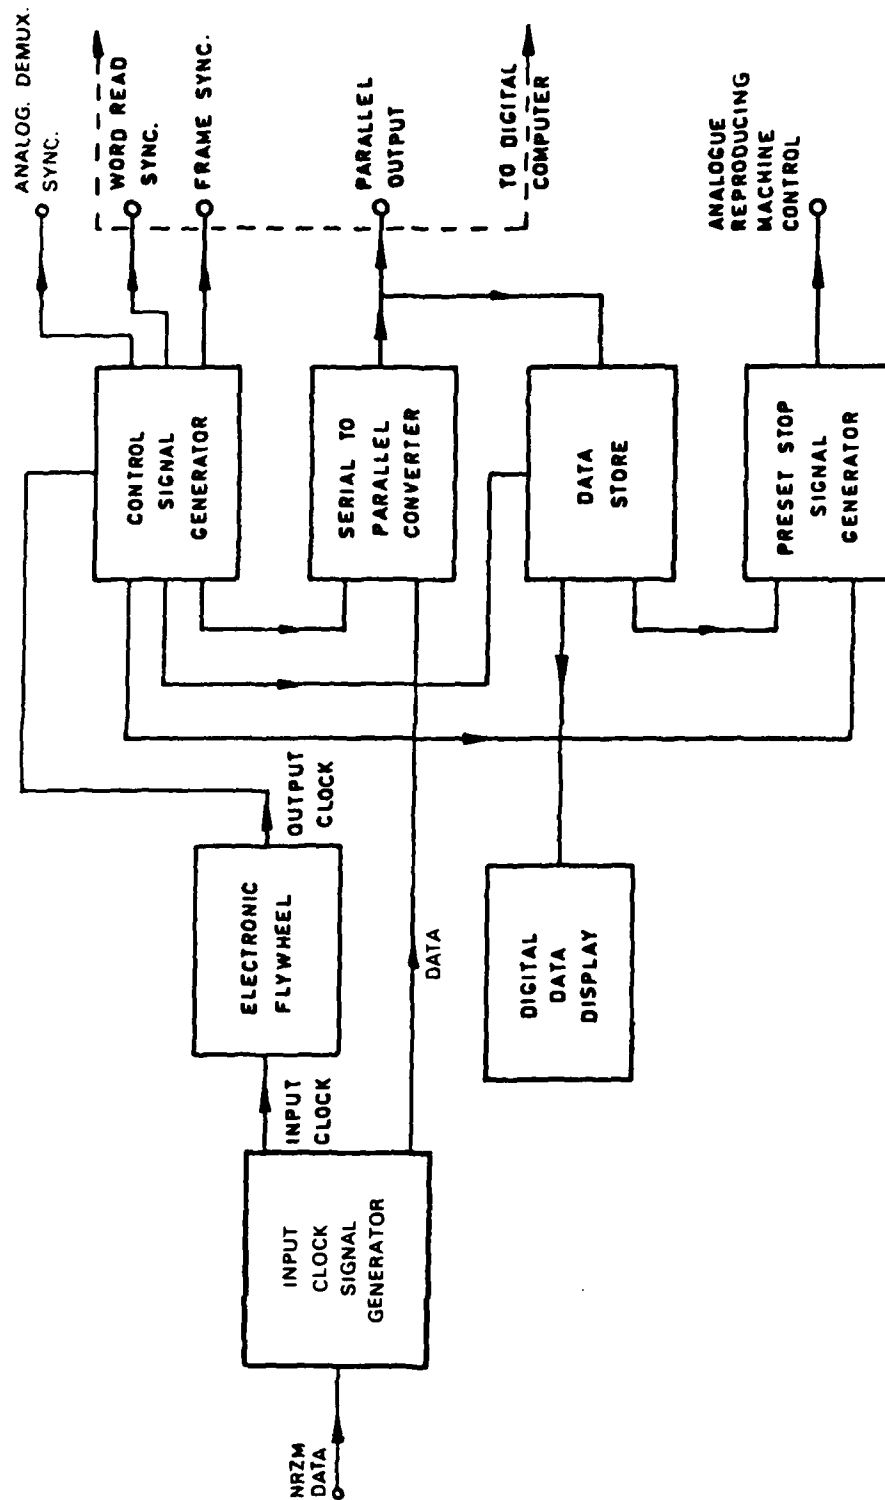 NRZM
DATA
INPUT
CLOCK
SIGNAL
GENERATOR
INPUT
CLOCK
ELECTRONIC
FLYWHEEL
OUTPUT
CLOCK
DATA
DIGITAL
DATA
DISPLAY
CONTROL
SIGNAL
GENERATOR
SERIAL TO
PARALLEL
CONVERTER
DATA
STORE
PRESET STOP
SIGNAL
GENERATOR
ANALOG. DEMUX.
SYNC.
WORD READ
SYNC.
FRAME SYNC.
PARALLEL
OUTPUT
TO DIGITAL
COMPUTER
ANALOGUE
REPRODUCING
MACHINE
CONTROL